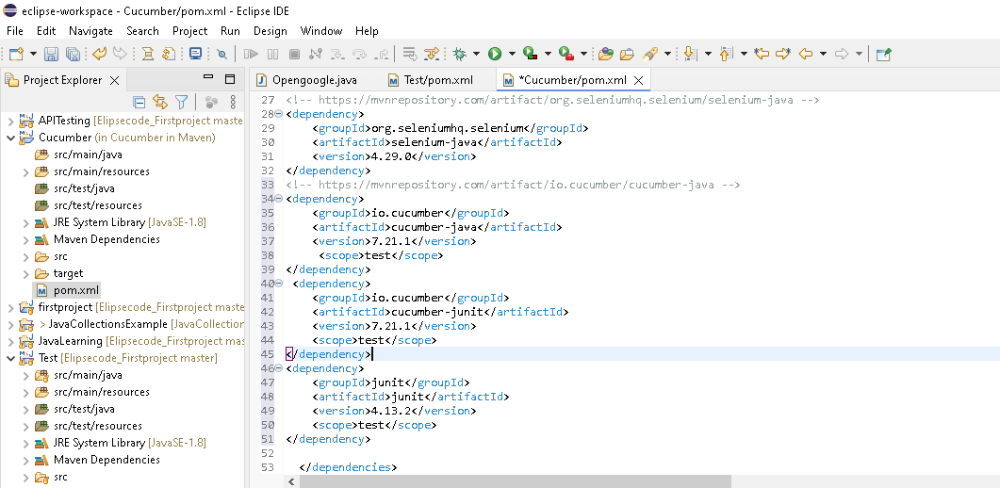 eclipse-workspace - Cucumber/pom.xml - Eclipse IDE
File Edit Navigate Search Project Run Design Window Help
Project Explorer
Opengoogle.java Test/pom.xml *Cucumber/pom.xml
APITesting [Elipsecode_Firstproject master
Cucumber (in Cucumber in Maven)
src/main/java
src/main/resources
src/test/java
src/test/resources
JRE System Library [JavaSE-1.8]
Maven Dependencies
src
target
pom.xml
firstproject [Elipsecode_Firstproject maste
> JavaCollectionsExample [JavaCollection
JavaLearning [Elipsecode_Firstproject mas
Test [Elipsecode_Firstproject master]
src/main/java
src/main/resources
src/test/java
src/test/resources
JRE System Library [JavaSE-1.8]
Maven Dependencies
src
27 <!-- https://mvnrepository.com/artifact/org.seleniumhq.selenium/selenium-java -->
28 <dependency>
29 <groupId>org.seleniumhq.selenium</groupId>
30 <artifactId>selenium-java</artifactId>
31 <version>4.29.0</version>
32 </dependency>
33 <!-- https://mvnrepository.com/artifact/io.cucumber/cucumber-java -->
34 <dependency>
35 <groupId>io.cucumber</groupId>
36 <artifactId>cucumber-java</artifactId>
37 <version>7.21.1</version>
38 <scope>test</scope>
39 </dependency>
40 <dependency>
41 <groupId>io.cucumber</groupId>
42 <artifactId>cucumber-junit</artifactId>
43 <version>7.21.1</version>
44 <scope>test</scope>
45 </dependency>
46 <dependency>
47 <groupId>junit</groupId>
48 <artifactId>junit</artifactId>
49 <version>4.13.2</version>
50 <scope>test</scope>
51 </dependency>
52
53 </dependencies>